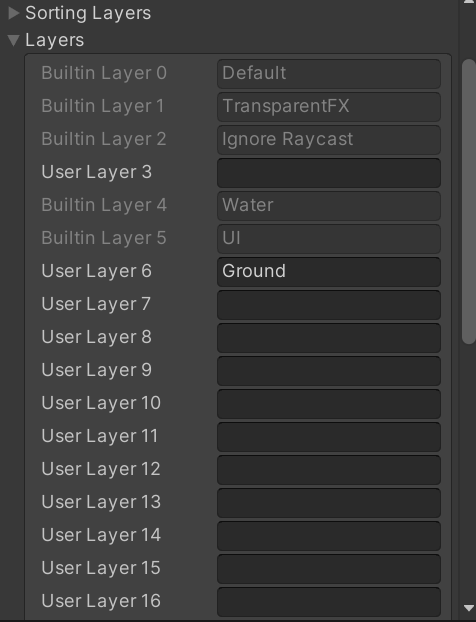 Sorting Layers
Layers
Builtin Layer 0 Default
Builtin Layer 1 TransparentFX
Builtin Layer 2 Ignore Raycast
User Layer 3
Builtin Layer 4 Water
Builtin Layer 5 UI
User Layer 6 Ground
User Layer 7
User Layer 8
User Layer 9
User Layer 10
User Layer 11
User Layer 12
User Layer 13
User Layer 14
User Layer 15
User Layer 16